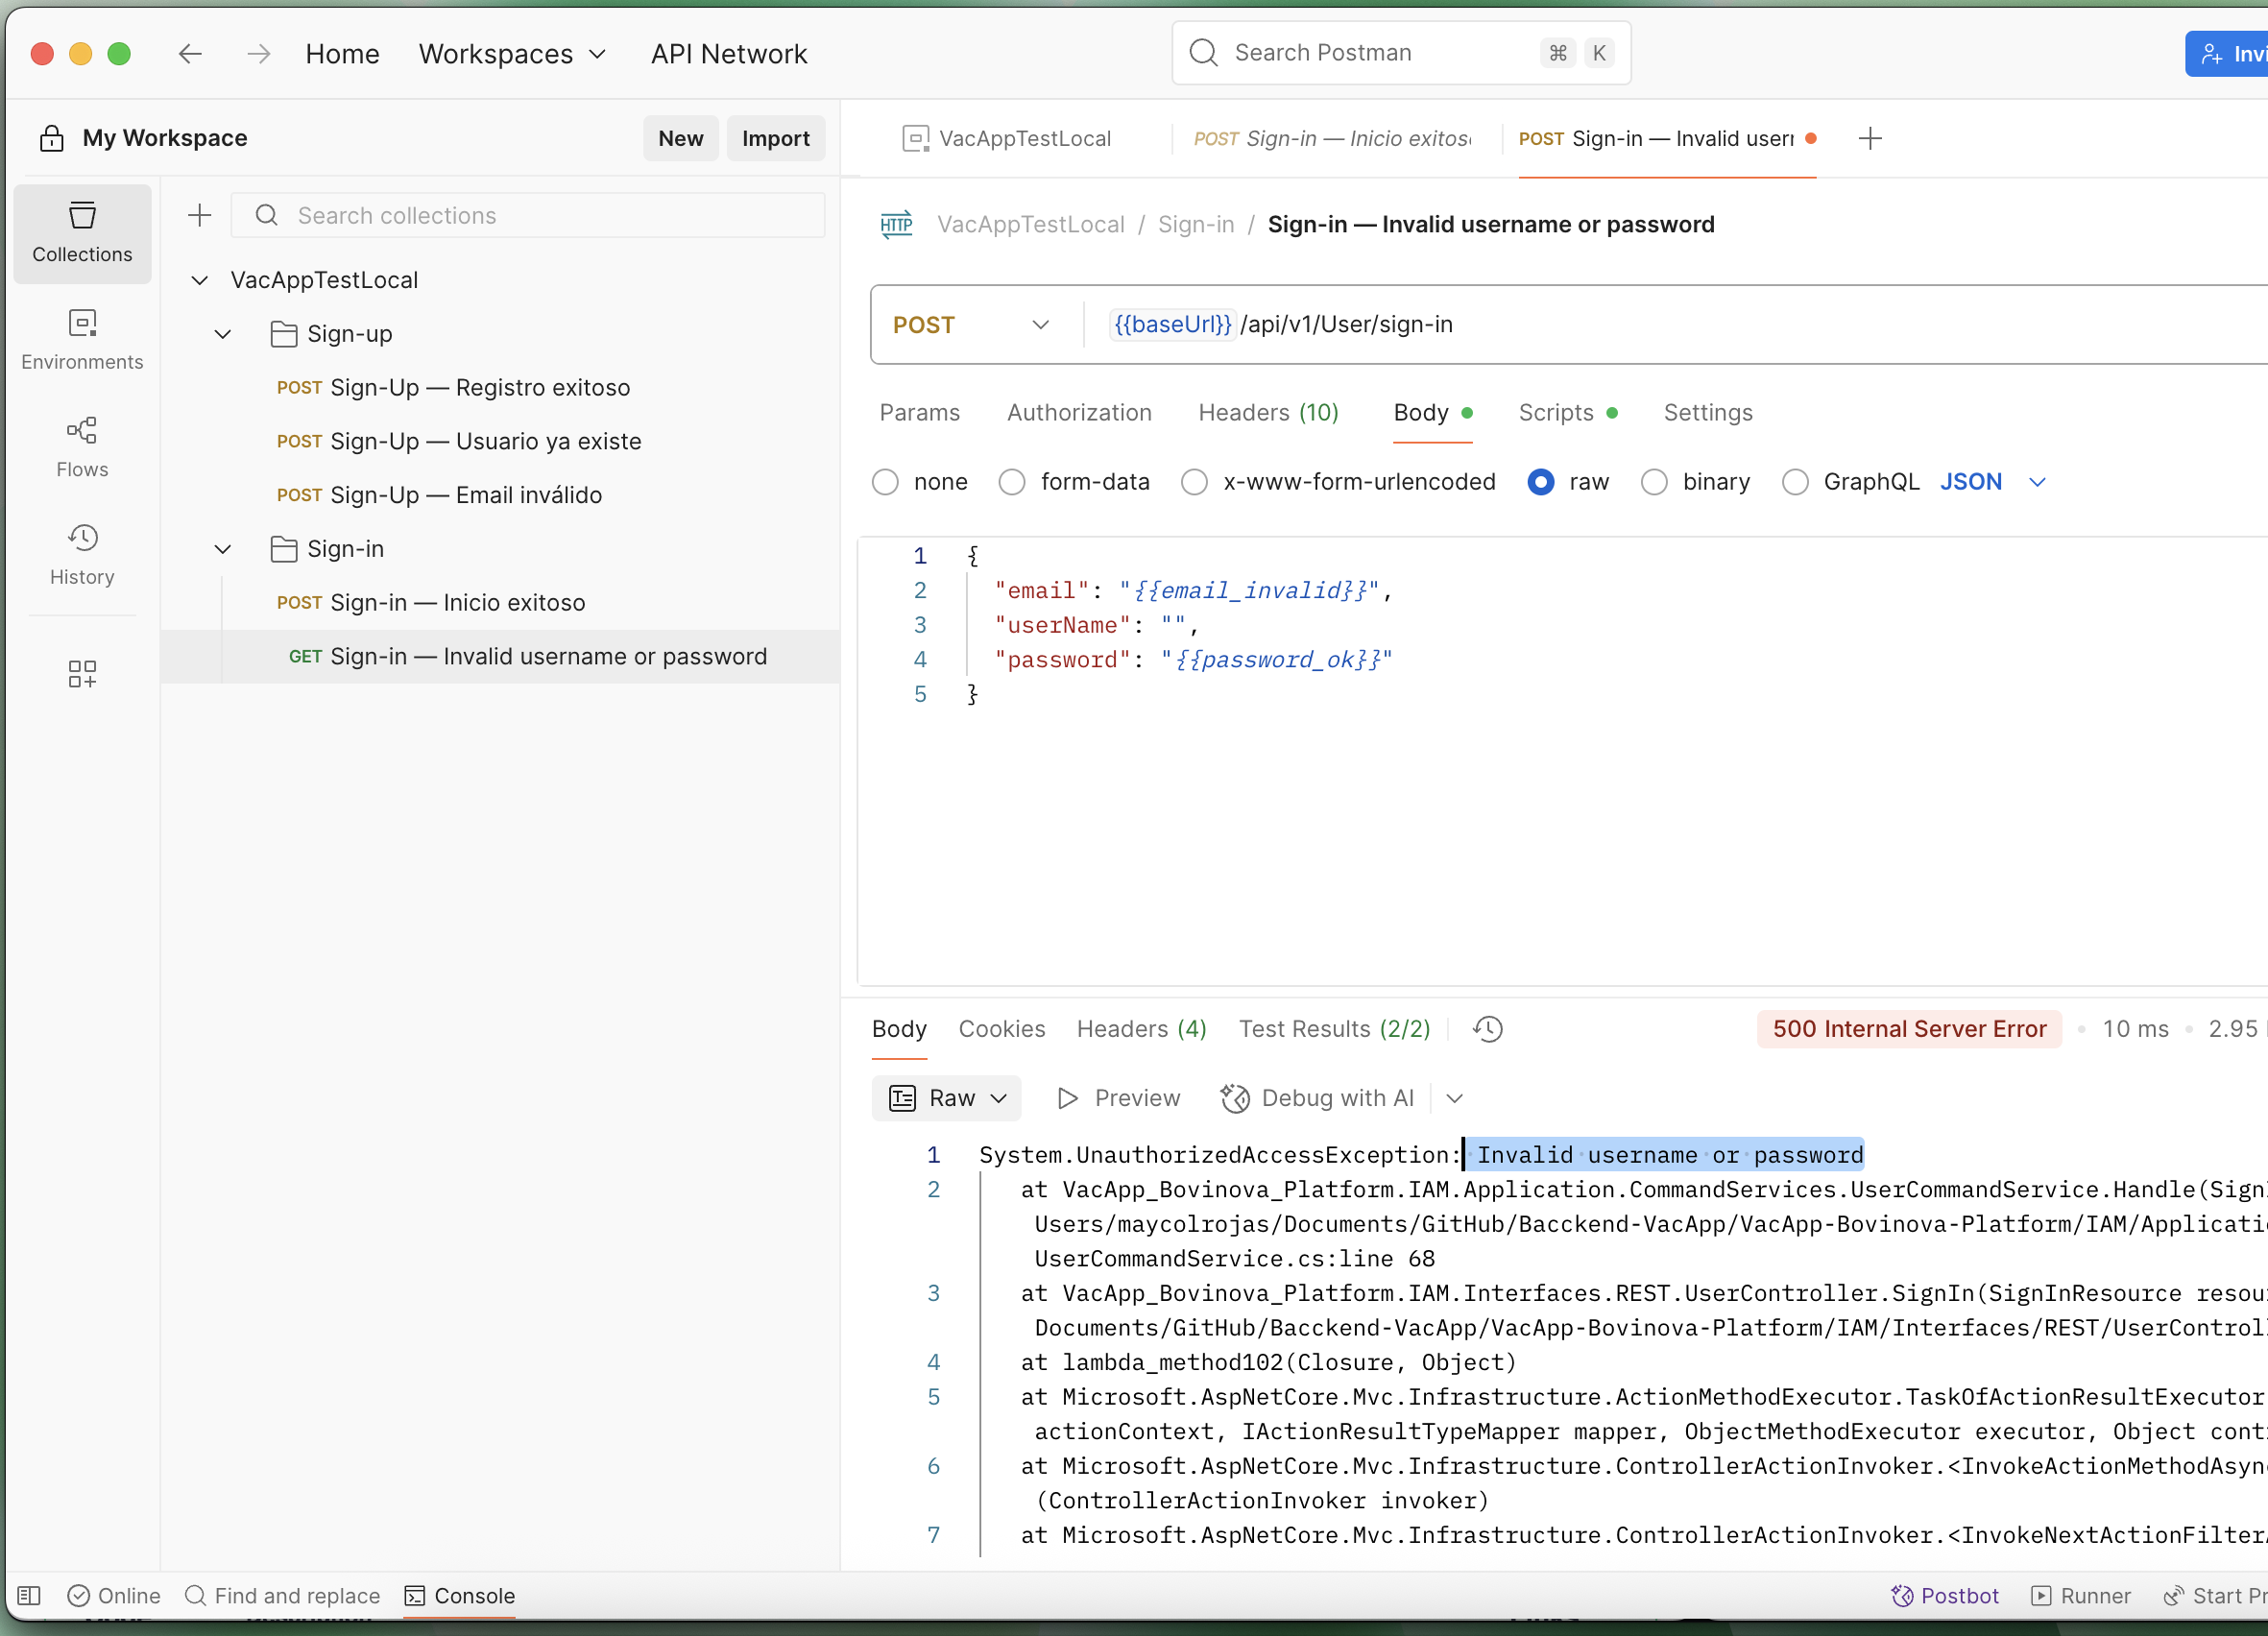 Home Workspaces API Network
Search Postman ⌘ K
My Workspace New Import
VacAppTestLocal POST Sign-in — Inicio exitos POST Sign-in — Invalid user
Collections
Environments
Flows
History
Search collections
VacAppTestLocal
Sign-up
POST Sign-Up — Registro exitoso
POST Sign-Up — Usuario ya existe
POST Sign-Up — Email inválido
Sign-in
POST Sign-in — Inicio exitoso
GET Sign-in — Invalid username or password
HTTP VacAppTestLocal / Sign-in / Sign-in — Invalid username or password
POST {{baseUrl}} /api/v1/User/sign-in
Params Authorization Headers (10) Body Scripts Settings
none form-data x-www-form-urlencoded raw binary GraphQL JSON
1 {
2 "email": "{{email_invalid}}",
3 "userName": "",
4 "password": "{{password_ok}}"
5 }
Body Cookies Headers (4) Test Results (2/2) 500 Internal Server Error • 10 ms • 2.95
Raw Preview Debug with AI
1 System.UnauthorizedAccessException: Invalid username or password
2 at VacApp_Bovinova_Platform.IAM.Application.CommandServices.UserCommandService.Handle(Sign
Users/maycolrojas/Documents/GitHub/Bacckend-VacApp/VacApp-Bovinova-Platform/IAM/Applicati
UserCommandService.cs:line 68
3 at VacApp_Bovinova_Platform.IAM.Interfaces.REST.UserController.SignIn(SignInResource resou
Documents/GitHub/Bacckend-VacApp/VacApp-Bovinova-Platform/IAM/Interfaces/REST/UserControl
4 at lambda_method102(Closure, Object)
5 at Microsoft.AspNetCore.Mvc.Infrastructure.ActionMethodExecutor.TaskOfActionResultExecutor
actionContext, IActionResultTypeMapper mapper, ObjectMethodExecutor executor, Object cont
6 at Microsoft.AspNetCore.Mvc.Infrastructure.ControllerActionInvoker.<InvokeActionMethodAsyn
(ControllerActionInvoker invoker)
7 at Microsoft.AspNetCore.Mvc.Infrastructure.ControllerActionInvoker.<InvokeNextActionFilter
Online Find and replace Console Postbot Runner Start Pr